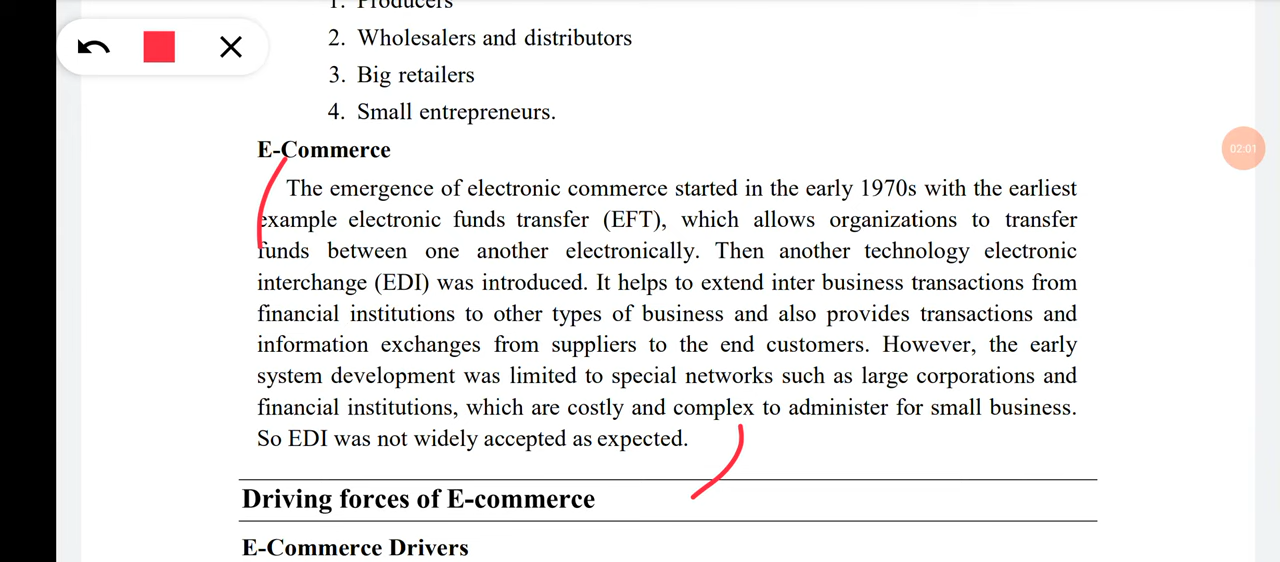 1. Producers
2. Wholesalers and distributors
3. Big retailers
4. Small entrepreneurs.
02:01
E-Commerce
The emergence of electronic commerce started in the early 1970s with the earliest
example electronic funds transfer (EFT), which allows organizations to transfer
funds between one another electronically. Then another technology electronic
interchange (EDI) was introduced. It helps to extend inter business transactions from
financial institutions to other types of business and also provides transactions and
information exchanges from suppliers to the end customers. However, the early
system development was limited to special networks such as large corporations and
financial institutions, which are costly and complex to administer for small business.
So EDI was not widely accepted as expected.
Driving forces of E-commerce
E-Commerce Drivers